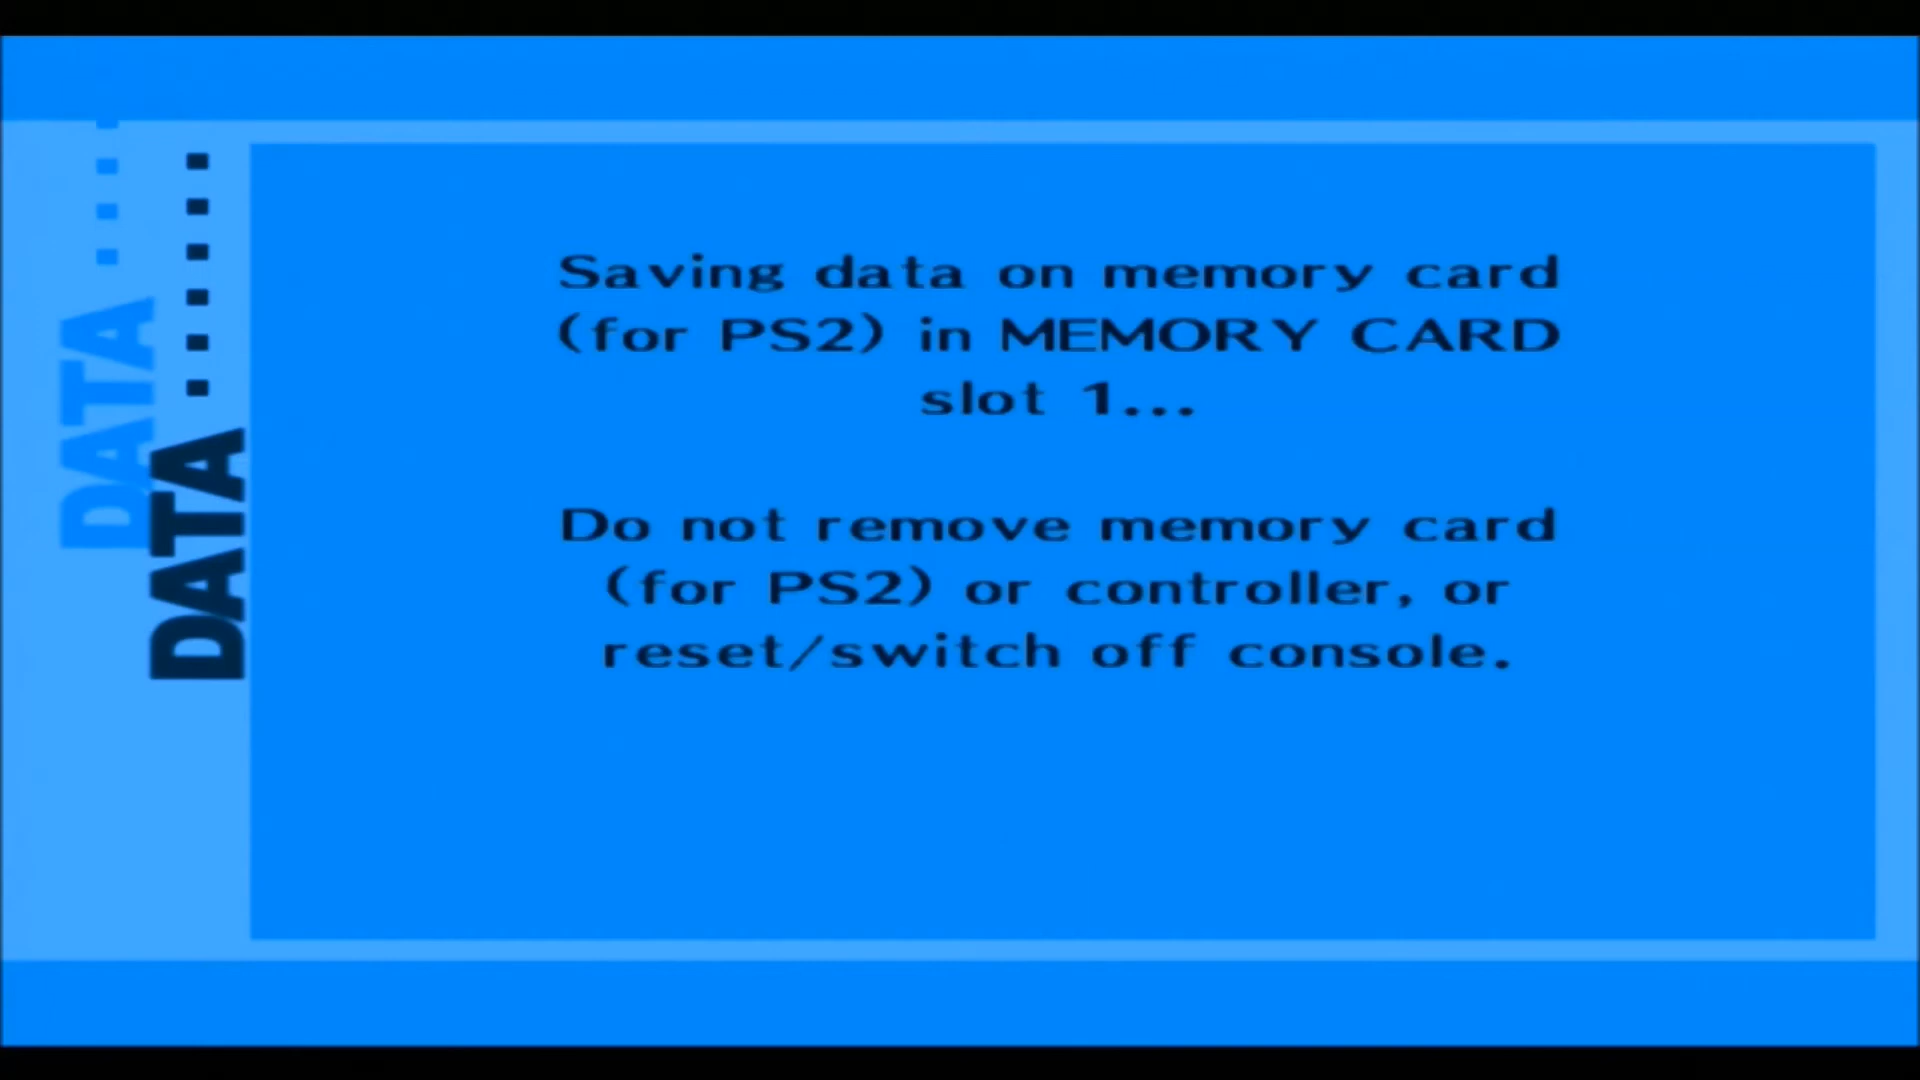 DATA
DATA
Saving data on memory card
(for PS2) in MEMORY CARD
slot 1...
Do not remove memory card
(for PS2) or controller, or
reset/switch off console.